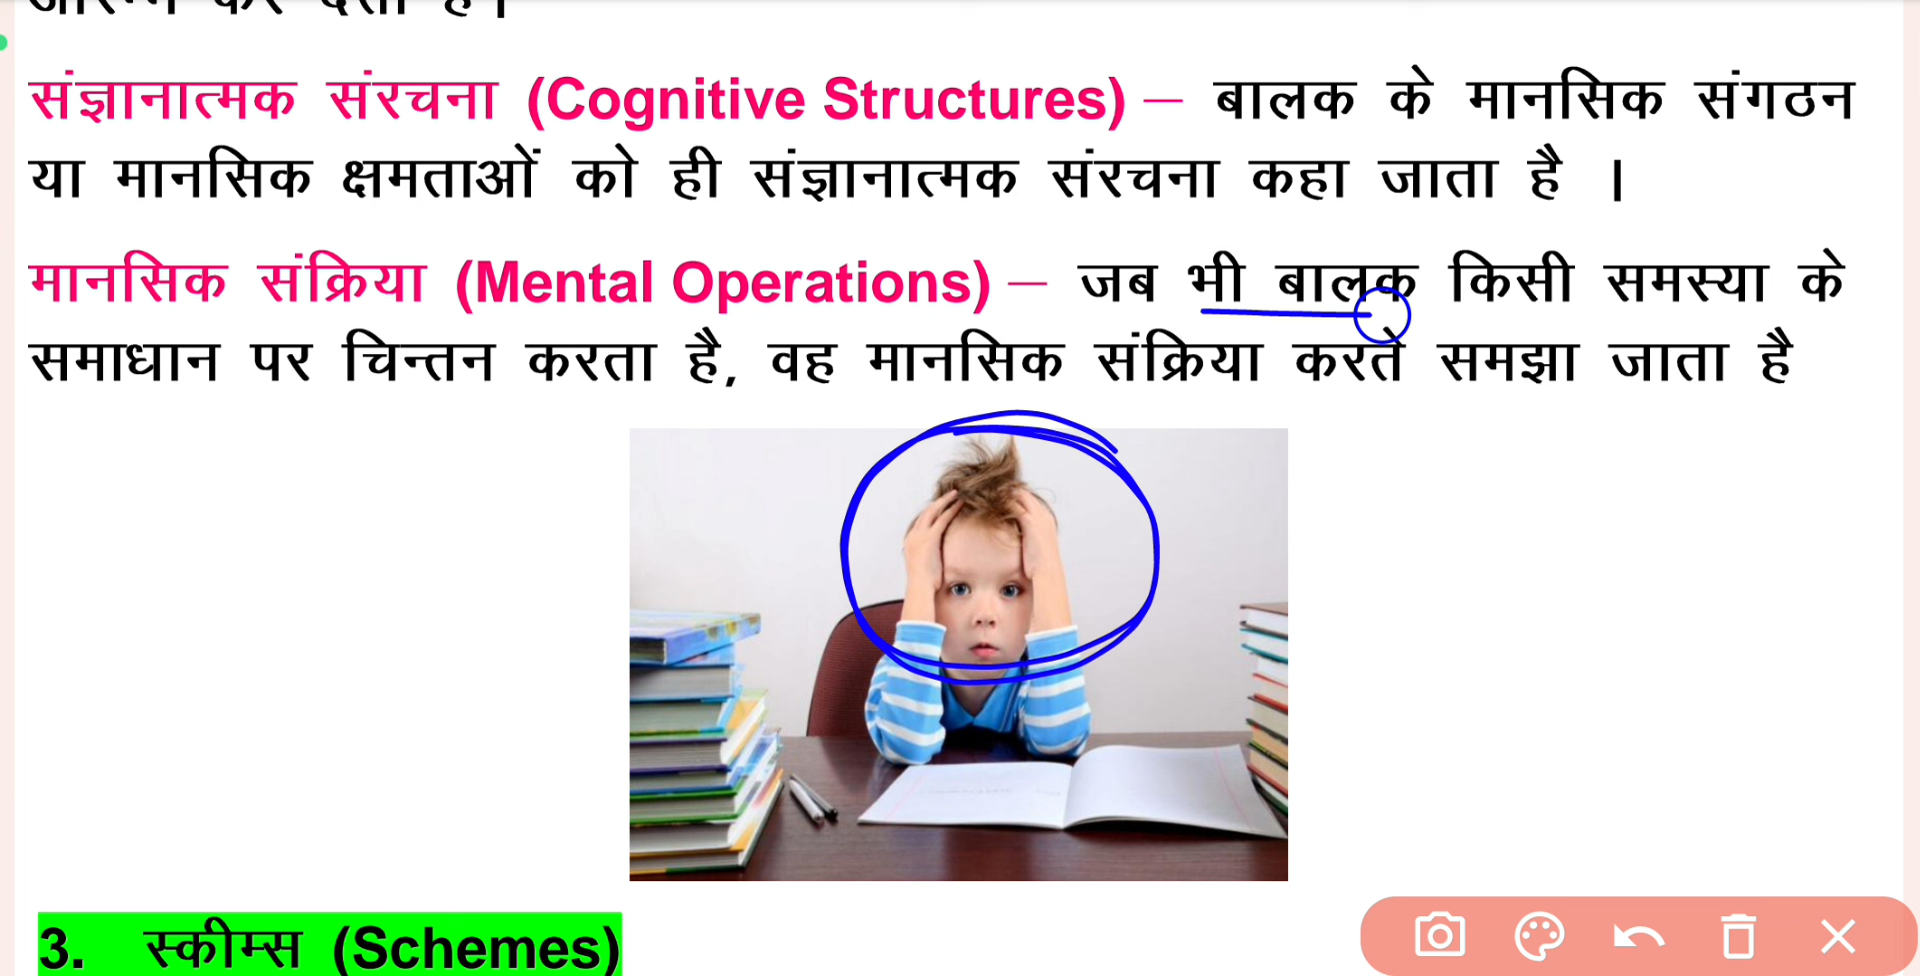 संज्ञानात्मक संरचना (Cognitive Structures) – बालक के मानसिक संगठन
या मानसिक क्षमताओं को ही संज्ञानात्मक संरचना कहा जाता है ।
मानसिक संक्रिया (Mental Operations) – जब भी बालक किसी समस्या के
समाधान पर चिन्तन करता है, वह मानसिक संक्रिया करते समझा जाता है
3. स्कीम्स (Schemes)